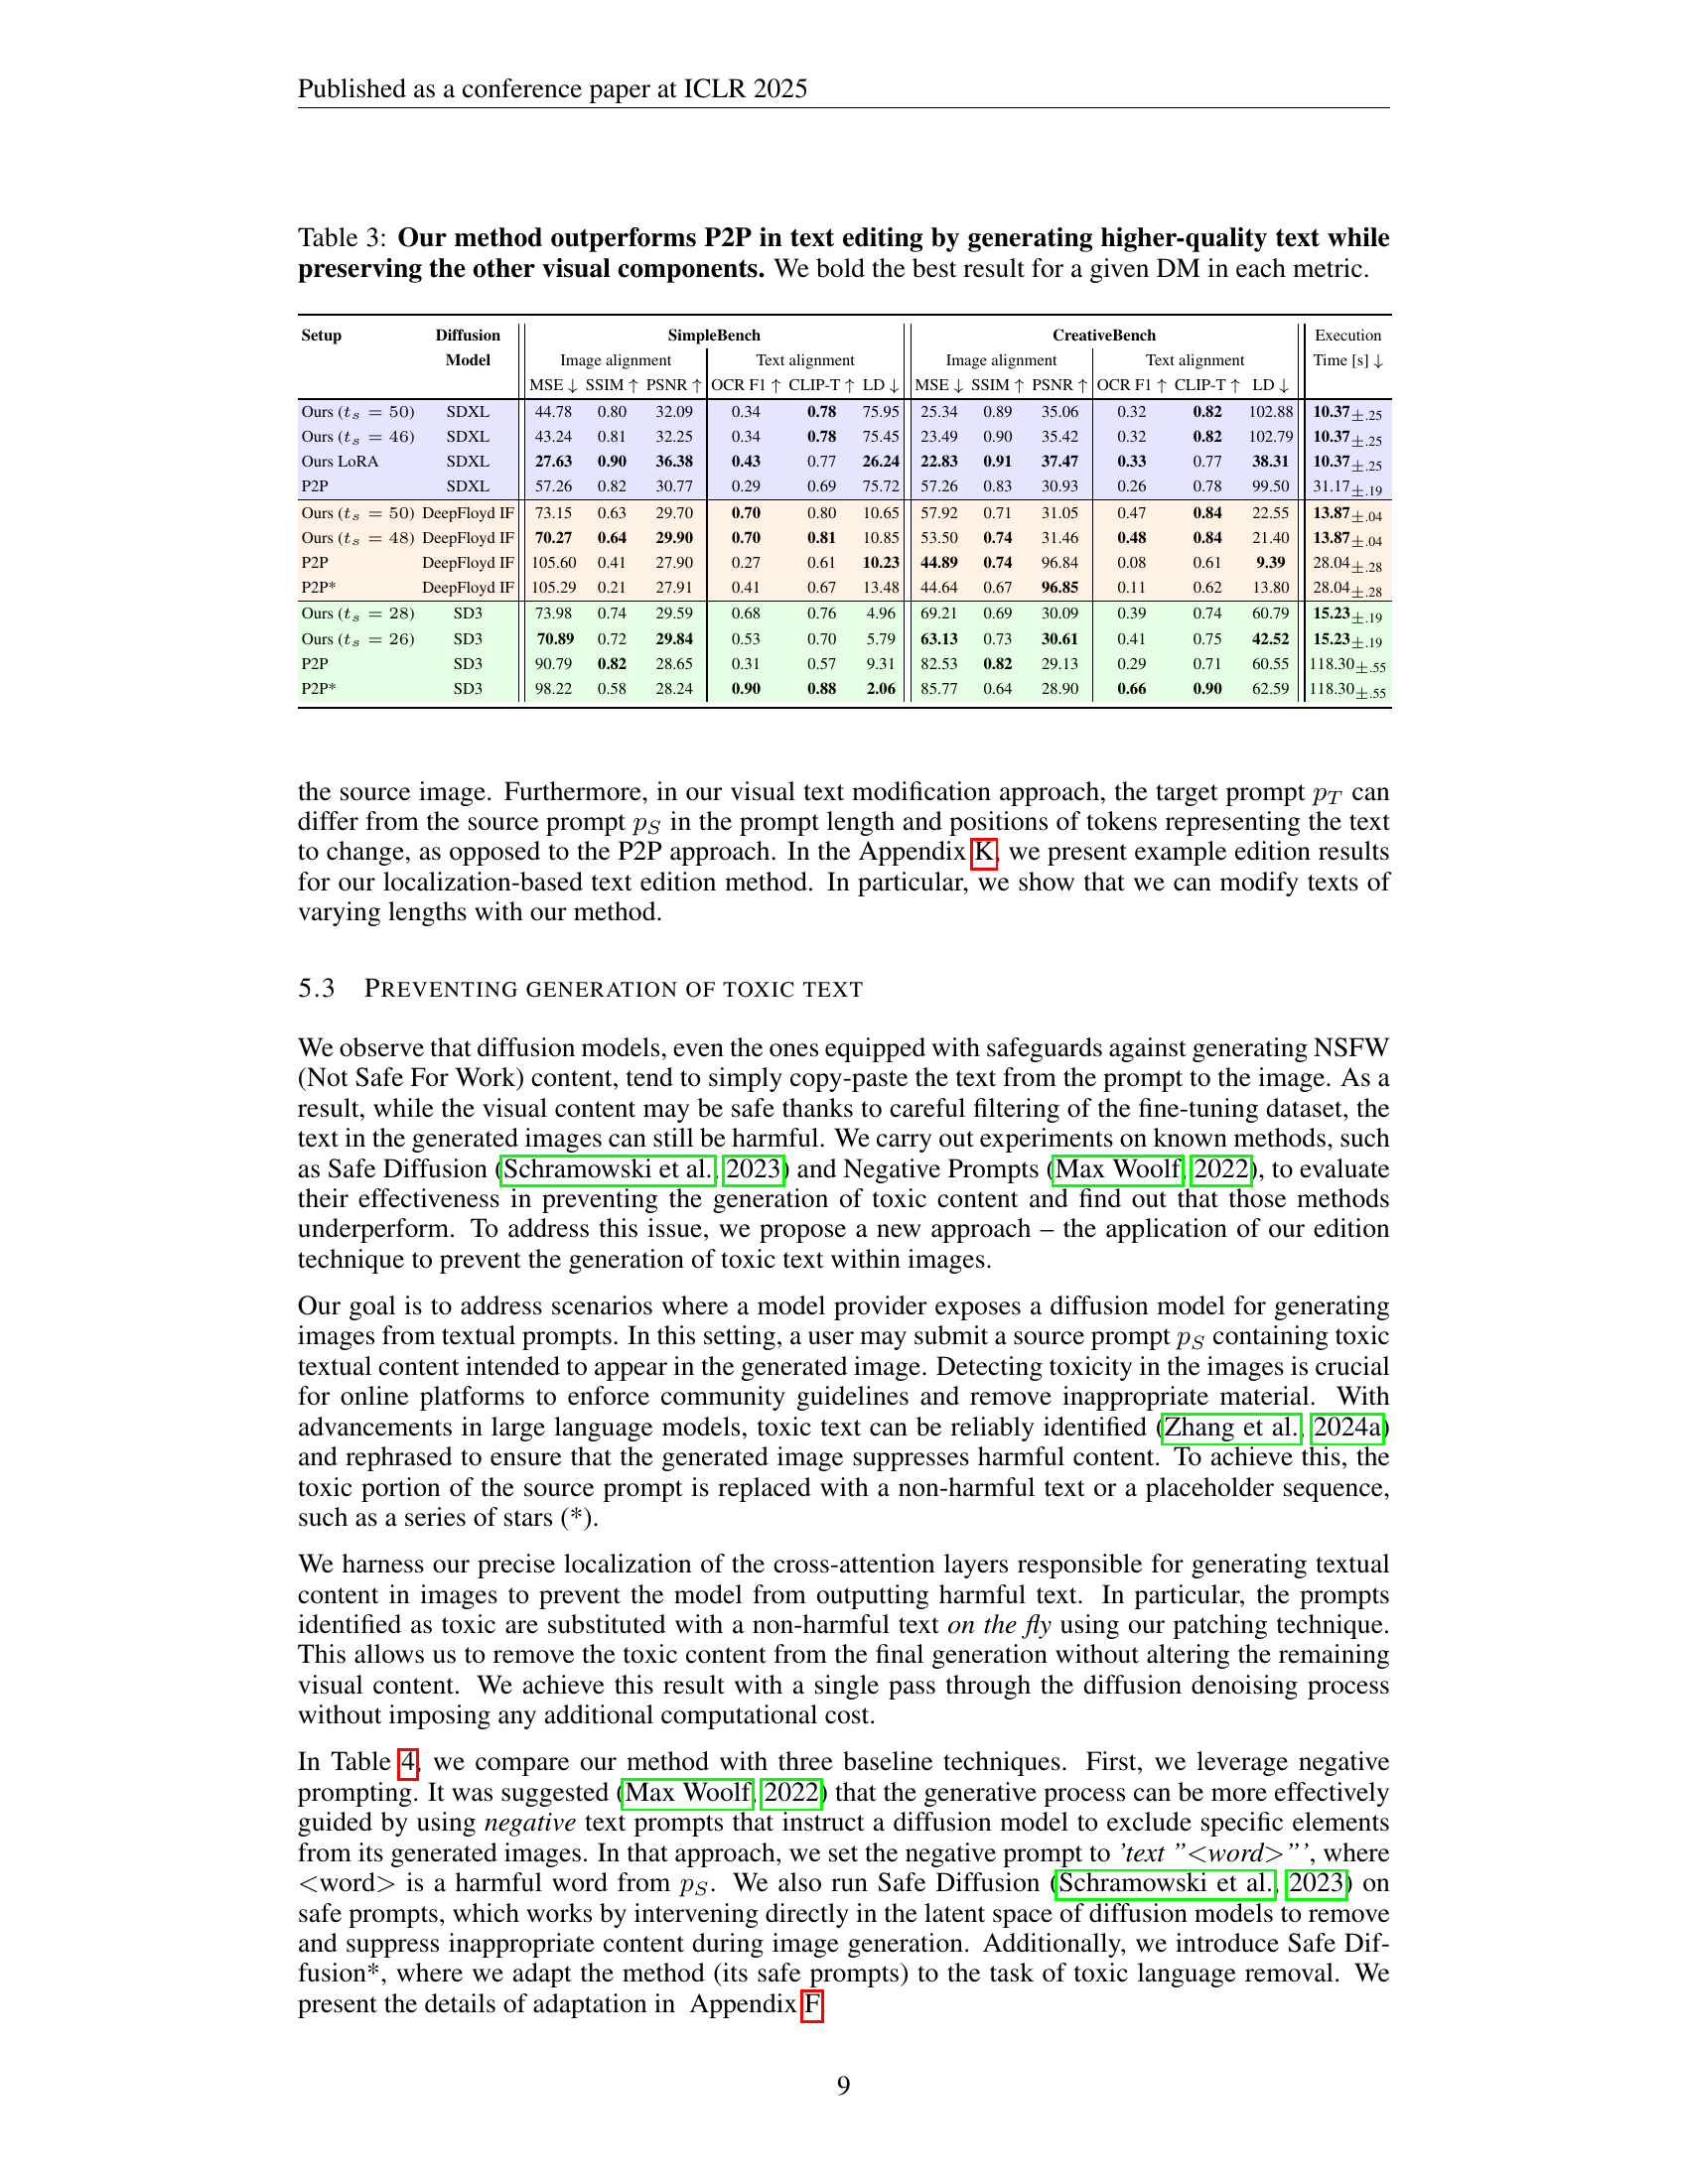 Published as a conference paper at ICLR 2025
Table 3: Our method outperforms P2P in text editing by generating higher-quality text while
preserving the other visual components. We bold the best result for a given DM in each metric.
Setup Diffusion SimpleBench CreativeBench Execution
Model Image alignment Text alignment Image alignment Text alignment Time [s] ↓
MSE ↓ SSIM ↑ PSNR ↑ OCR F1 ↑ CLIP-T ↑ LD ↓ MSE ↓ SSIM ↑ PSNR ↑ OCR F1 ↑ CLIP-T ↑ LD ↓
Ours (t_s = 50) SDXL 44.78 0.80 32.09 0.34 0.78 75.95 25.34 0.89 35.06 0.32 0.82 102.88 10.37±.25
Ours (t_s = 46) SDXL 43.24 0.81 32.25 0.34 0.78 75.45 23.49 0.90 35.42 0.32 0.82 102.79 10.37±.25
Ours LoRA SDXL 27.63 0.90 36.38 0.43 0.77 26.24 22.83 0.91 37.47 0.33 0.77 38.31 10.37±.25
P2P SDXL 57.26 0.82 30.77 0.29 0.69 75.72 57.26 0.83 30.93 0.26 0.78 99.50 31.17±.19
Ours (t_s = 50) DeepFloyd IF 73.15 0.63 29.70 0.70 0.80 10.65 57.92 0.71 31.05 0.47 0.84 22.55 13.87±.04
Ours (t_s = 48) DeepFloyd IF 70.27 0.64 29.90 0.70 0.81 10.85 53.50 0.74 31.46 0.48 0.84 21.40 13.87±.04
P2P DeepFloyd IF 105.60 0.41 27.90 0.27 0.61 10.23 44.89 0.74 96.84 0.08 0.61 9.39 28.04±.28
P2P* DeepFloyd IF 105.29 0.21 27.91 0.41 0.67 13.48 44.64 0.67 96.85 0.11 0.62 13.80 28.04±.28
Ours (t_s = 28) SD3 73.98 0.74 29.59 0.68 0.76 4.96 69.21 0.69 30.09 0.39 0.74 60.79 15.23±.19
Ours (t_s = 26) SD3 70.89 0.72 29.84 0.53 0.70 5.79 63.13 0.73 30.61 0.41 0.75 42.52 15.23±.19
P2P SD3 90.79 0.82 28.65 0.31 0.57 9.31 82.53 0.82 29.13 0.29 0.71 60.55 118.30±.55
P2P* SD3 98.22 0.58 28.24 0.90 0.88 2.06 85.77 0.64 28.90 0.66 0.90 62.59 118.30±.55
the source image. Furthermore, in our visual text modification approach, the target prompt p_T can
differ from the source prompt p_S in the prompt length and positions of tokens representing the text
to change, as opposed to the P2P approach. In the Appendix K, we present example edition results
for our localization-based text edition method. In particular, we show that we can modify texts of
varying lengths with our method.
5.3 PREVENTING GENERATION OF TOXIC TEXT
We observe that diffusion models, even the ones equipped with safeguards against generating NSFW
(Not Safe For Work) content, tend to simply copy-paste the text from the prompt to the image. As a
result, while the visual content may be safe thanks to careful filtering of the fine-tuning dataset, the
text in the generated images can still be harmful. We carry out experiments on known methods, such
as Safe Diffusion (Schramowski et al., 2023) and Negative Prompts (Max Woolf, 2022), to evaluate
their effectiveness in preventing the generation of toxic content and find out that those methods
underperform. To address this issue, we propose a new approach – the application of our edition
technique to prevent the generation of toxic text within images.
Our goal is to address scenarios where a model provider exposes a diffusion model for generating
images from textual prompts. In this setting, a user may submit a source prompt p_S containing toxic
textual content intended to appear in the generated image. Detecting toxicity in the images is crucial
for online platforms to enforce community guidelines and remove inappropriate material. With
advancements in large language models, toxic text can be reliably identified (Zhang et al., 2024a)
and rephrased to ensure that the generated image suppresses harmful content. To achieve this, the
toxic portion of the source prompt is replaced with a non-harmful text or a placeholder sequence,
such as a series of stars (*).
We harness our precise localization of the cross-attention layers responsible for generating textual
content in images to prevent the model from outputting harmful text. In particular, the prompts
identified as toxic are substituted with a non-harmful text on the fly using our patching technique.
This allows us to remove the toxic content from the final generation without altering the remaining
visual content. We achieve this result with a single pass through the diffusion denoising process
without imposing any additional computational cost.
In Table 4, we compare our method with three baseline techniques. First, we leverage negative
prompting. It was suggested (Max Woolf, 2022) that the generative process can be more effectively
guided by using negative text prompts that instruct a diffusion model to exclude specific elements
from its generated images. In that approach, we set the negative prompt to ’text ”<word>”’, where
<word> is a harmful word from p_S. We also run Safe Diffusion (Schramowski et al., 2023) on
safe prompts, which works by intervening directly in the latent space of diffusion models to remove
and suppress inappropriate content during image generation. Additionally, we introduce Safe Dif-
fusion*, where we adapt the method (its safe prompts) to the task of toxic language removal. We
present the details of adaptation in Appendix F.
9